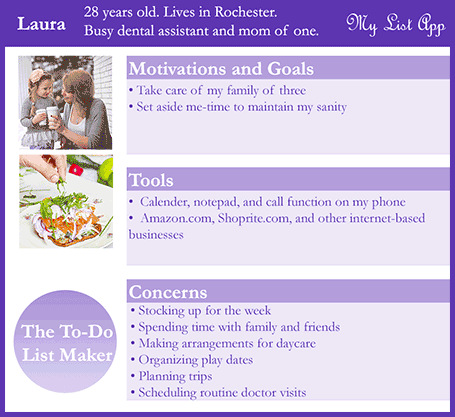 Laura
28 years old. Lives in Rochester.
Busy dental assistant and mom of one.
My List App
Motivations and Goals
• Take care of my family of three
• Set aside me-time to maintain my sanity
Tools
• Calender, notepad, and call function on my phone
• Amazon.com, Shoprite.com, and other internet-based
businesses
The To-Do
List Maker
Concerns
• Stocking up for the week
• Spending time with family and friends
• Making arrangements for daycare
• Organizing play dates
• Planning trips
• Scheduling routine doctor visits